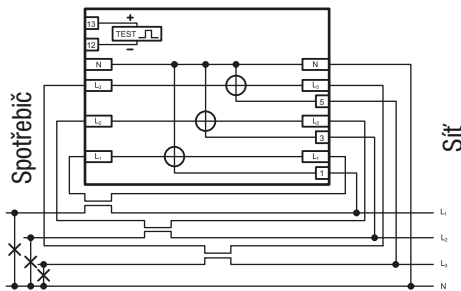 +
13
TEST
12
−
N N
L₃ L₃
5
L₂ L₂
3
L₁ L₁
1
Spotřebič
Síť
L₁
L₂
L₃
N